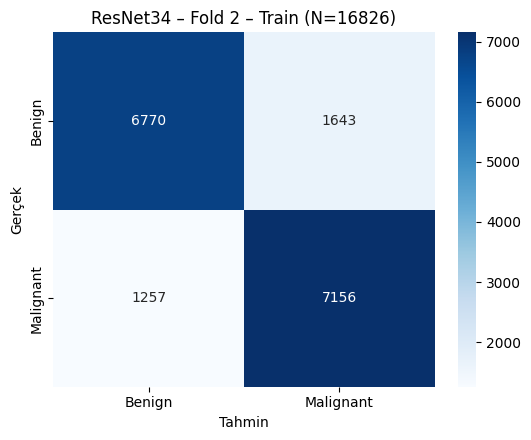 ResNet34 – Fold 2 – Train (N=16826)
Gerçek
Benign
6770
1643
Malignant
1257
7156
Benign
Malignant
Tahmin
7000
6000
5000
4000
3000
2000